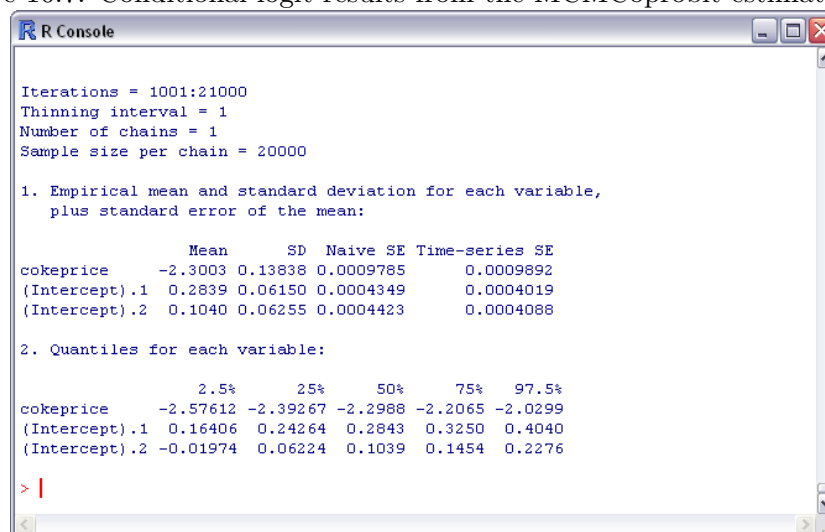 10.7: Conditional logit results from the MCMCoprobit estimat
R Console
Iterations = 1001:21000
Thinning interval = 1
Number of chains = 1
Sample size per chain = 20000
1. Empirical mean and standard deviation for each variable,
plus standard error of the mean:
Mean SD Naive SE Time-series SE
cokeprice -2.3003 0.13838 0.0009785 0.0009892
(Intercept).1 0.2839 0.06150 0.0004349 0.0004019
(Intercept).2 0.1040 0.06255 0.0004423 0.0004088
2. Quantiles for each variable:
2.5% 25% 50% 75% 97.5%
cokeprice -2.57612 -2.39267 -2.2988 -2.2065 -2.0299
(Intercept).1 0.16406 0.24264 0.2843 0.3250 0.4040
(Intercept).2 -0.01974 0.06224 0.1039 0.1454 0.2276
>